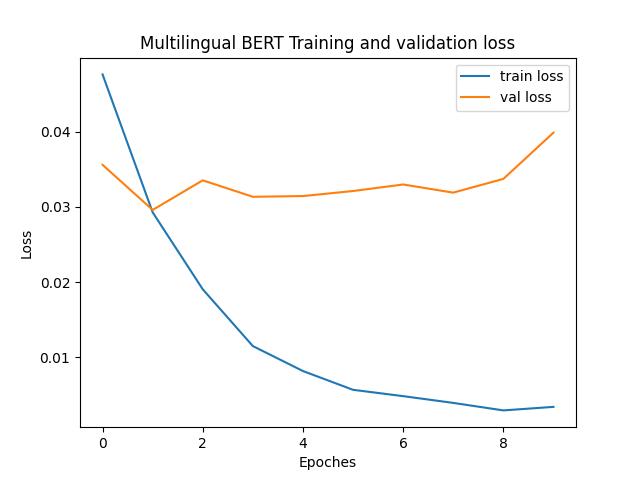 Multilingual BERT Training and validation loss
train loss
val loss
0.04
0.03
0.02
0.01
Loss
0 2 4 6 8
Epoches